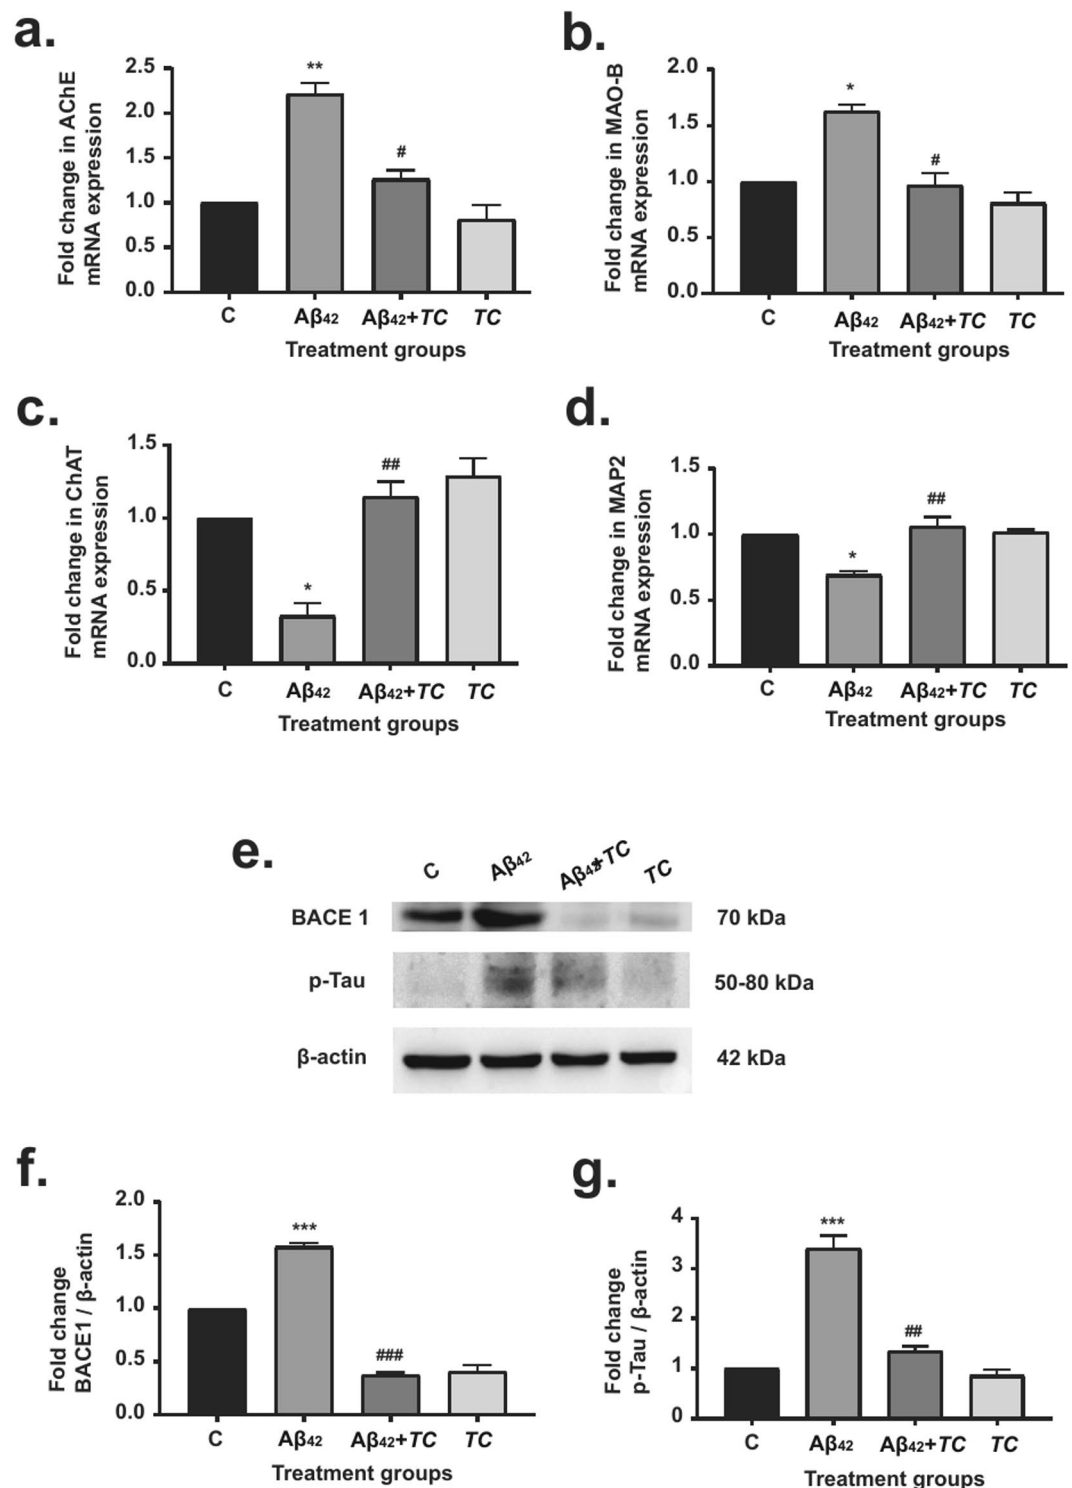 a.
Fold change in AChE
mRNA expression
2.5
2.0
1.5
1.0
0.5
0.0
**
#
C Aβ42 Aβ42+TC TC
Treatment groups
b.
Fold change in MAO-B
mRNA expression
2.0
1.5
1.0
0.5
0.0
*
#
C Aβ42 Aβ42+TC TC
Treatment groups
c.
Fold change in ChAT
mRNA expression
1.5
1.0
0.5
0.0
*
##
C Aβ42 Aβ42+TC TC
Treatment groups
d.
Fold change in MAP2
mRNA expression
1.5
1.0
0.5
0.0
*
##
C Aβ42 Aβ42+TC TC
Treatment groups
e.
C Aβ42 Aβ42+TC TC
BACE 1 70 kDa
p-Tau 50-80 kDa
β-actin 42 kDa
f.
Fold change
BACE1 / β-actin
2.0
1.5
1.0
0.5
0.0
***
###
C Aβ42 Aβ42+TC TC
Treatment groups
g.
Fold change
p-Tau / β-actin
4
3
2
1
0
***
##
C Aβ42 Aβ42+TC TC
Treatment groups